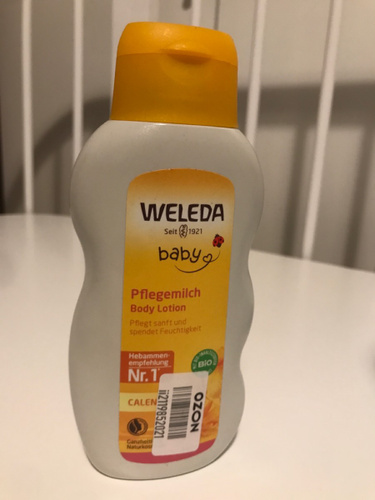 WELEDA
Seit 1921
baby
Pflegemilch
Body Lotion
Pflegt sanft und
spendet Feuchtigkeit
Hebammen-
empfehlung
Nr.1
BIO
CALEN
OZON
ii2119852021